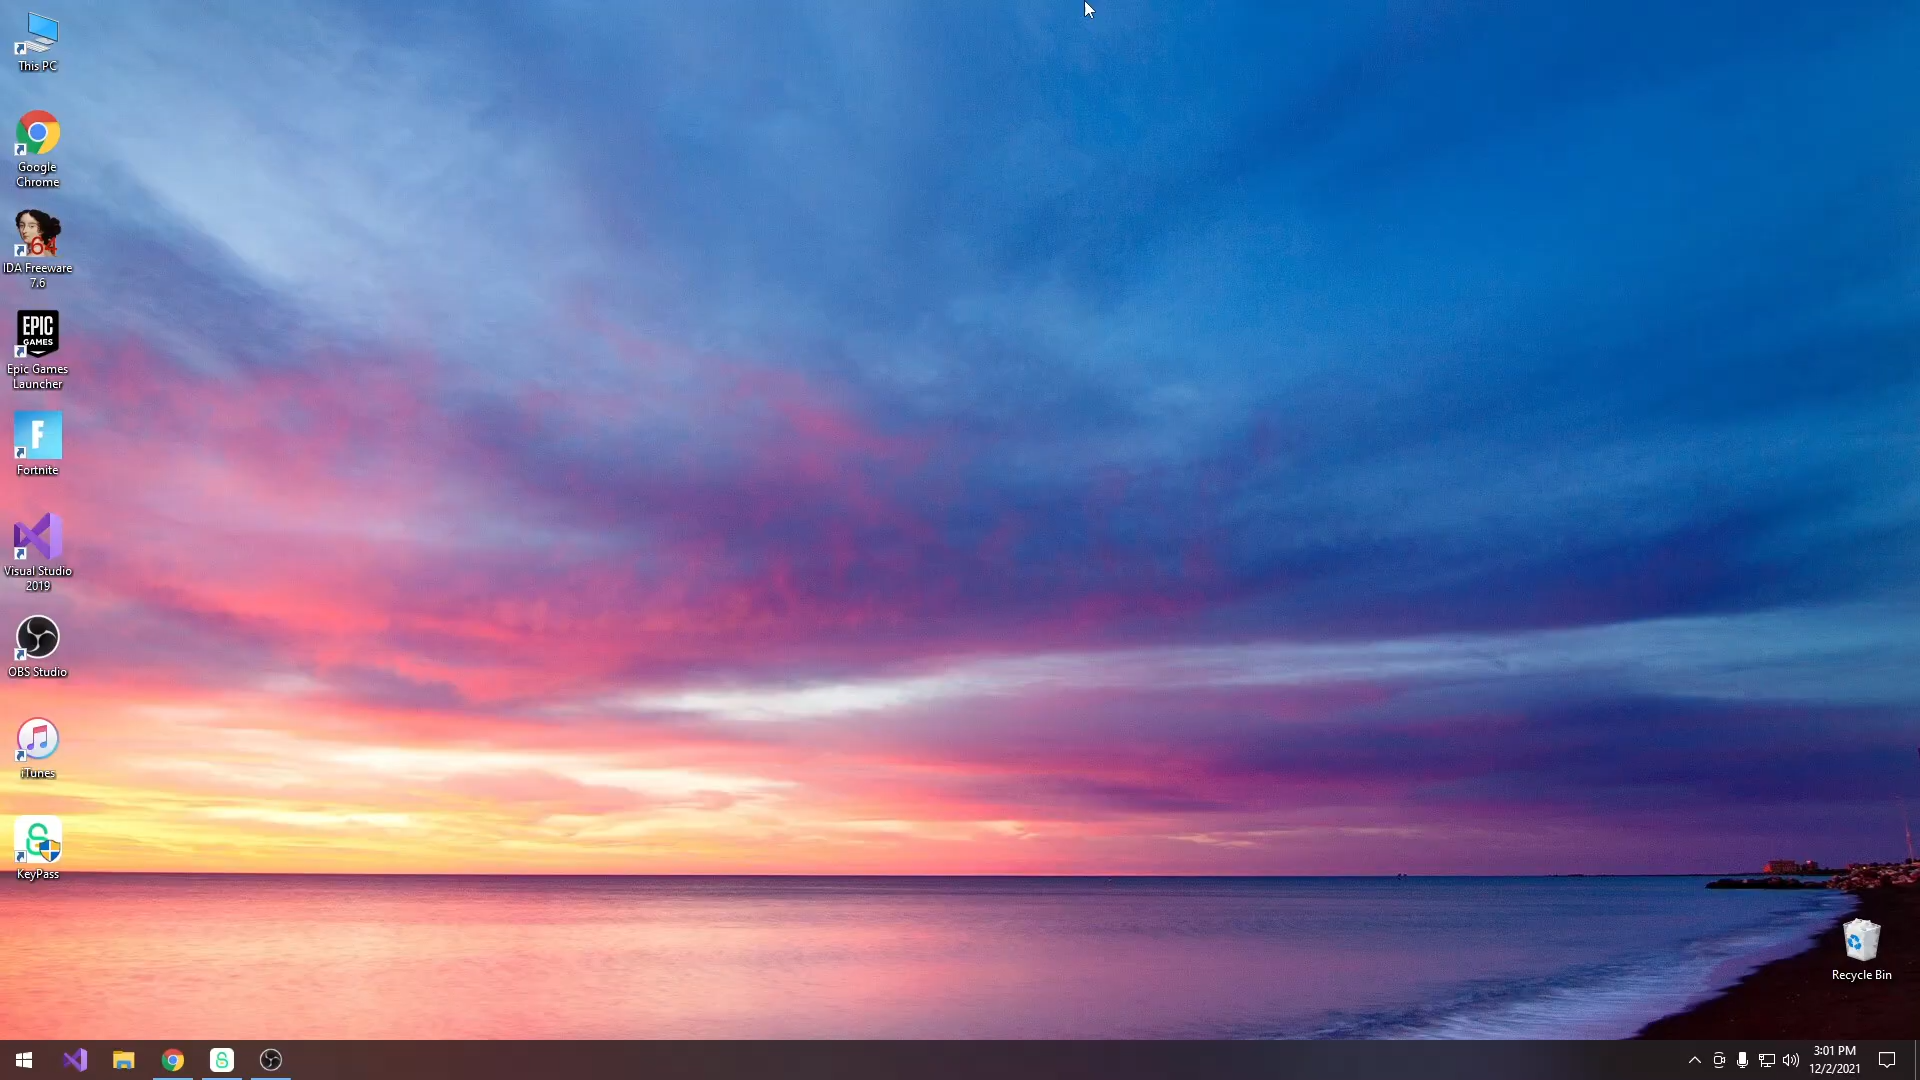 This PC
Google
Chrome
64
IDA Freeware
7.6
EPIC
GAMES
Epic Games
Launcher
F
Fortnite
Visual Studio
2019
OBS Studio
iTunes
KeyPass
Recycle Bin
3:01 PM
12/2/2021